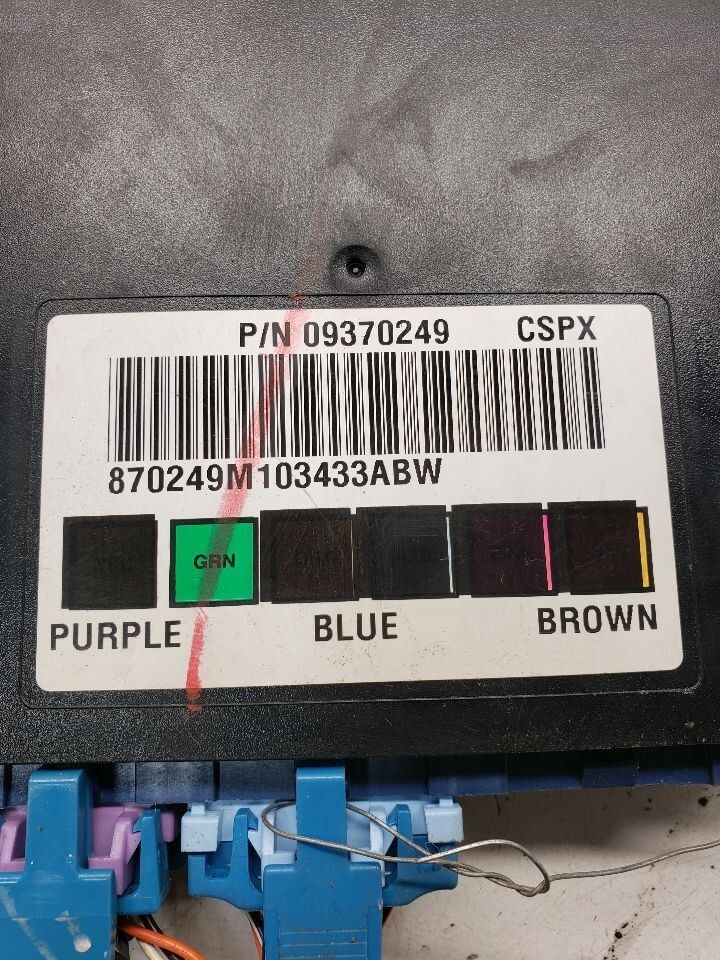 P/N 09370249 CSPX
870249M103433ABW
GRN
PURPLE BLUE BROWN